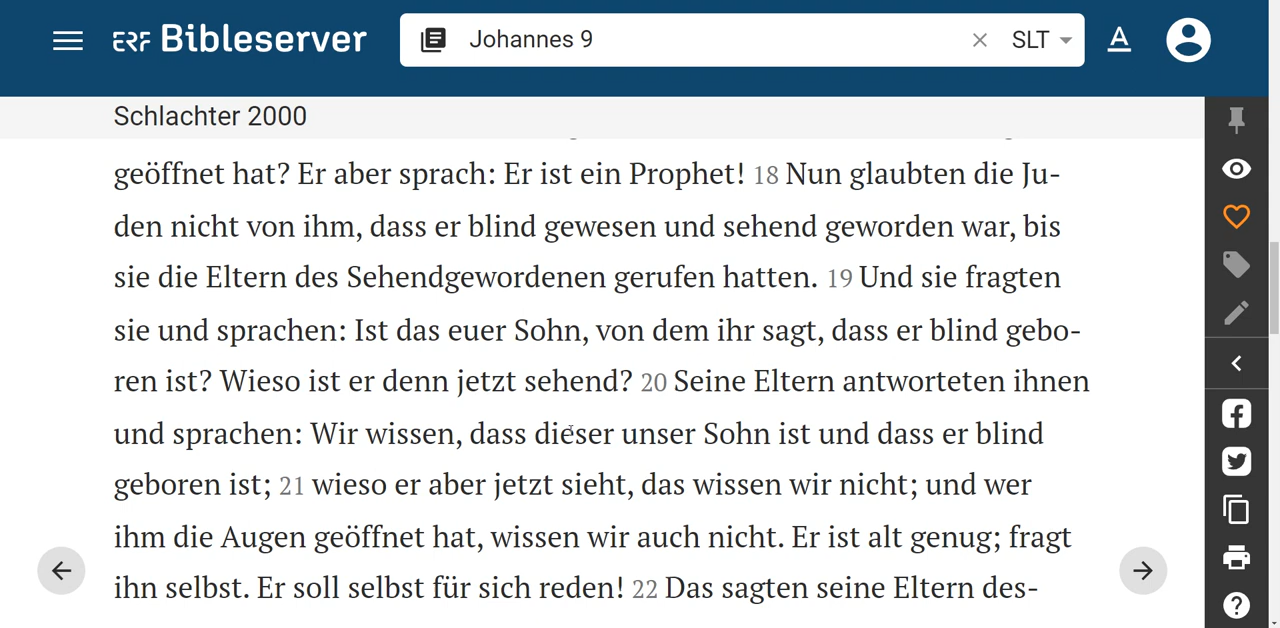 ERF Bibleserver
Johannes 9
SLT
A
Schlachter 2000
geöffnet hat? Er aber sprach: Er ist ein Prophet! 18 Nun glaubten die Ju-
den nicht von ihm, dass er blind gewesen und sehend geworden war, bis
sie die Eltern des Sehendgewordenen gerufen hatten. 19 Und sie fragten
sie und sprachen: Ist das euer Sohn, von dem ihr sagt, dass er blind gebo-
ren ist? Wieso ist er denn jetzt sehend? 20 Seine Eltern antworteten ihnen
und sprachen: Wir wissen, dass dieser unser Sohn ist und dass er blind
geboren ist; 21 wieso er aber jetzt sieht, das wissen wir nicht; und wer
ihm die Augen geöffnet hat, wissen wir auch nicht. Er ist alt genug; fragt
ihn selbst. Er soll selbst für sich reden! 22 Das sagten seine Eltern des-